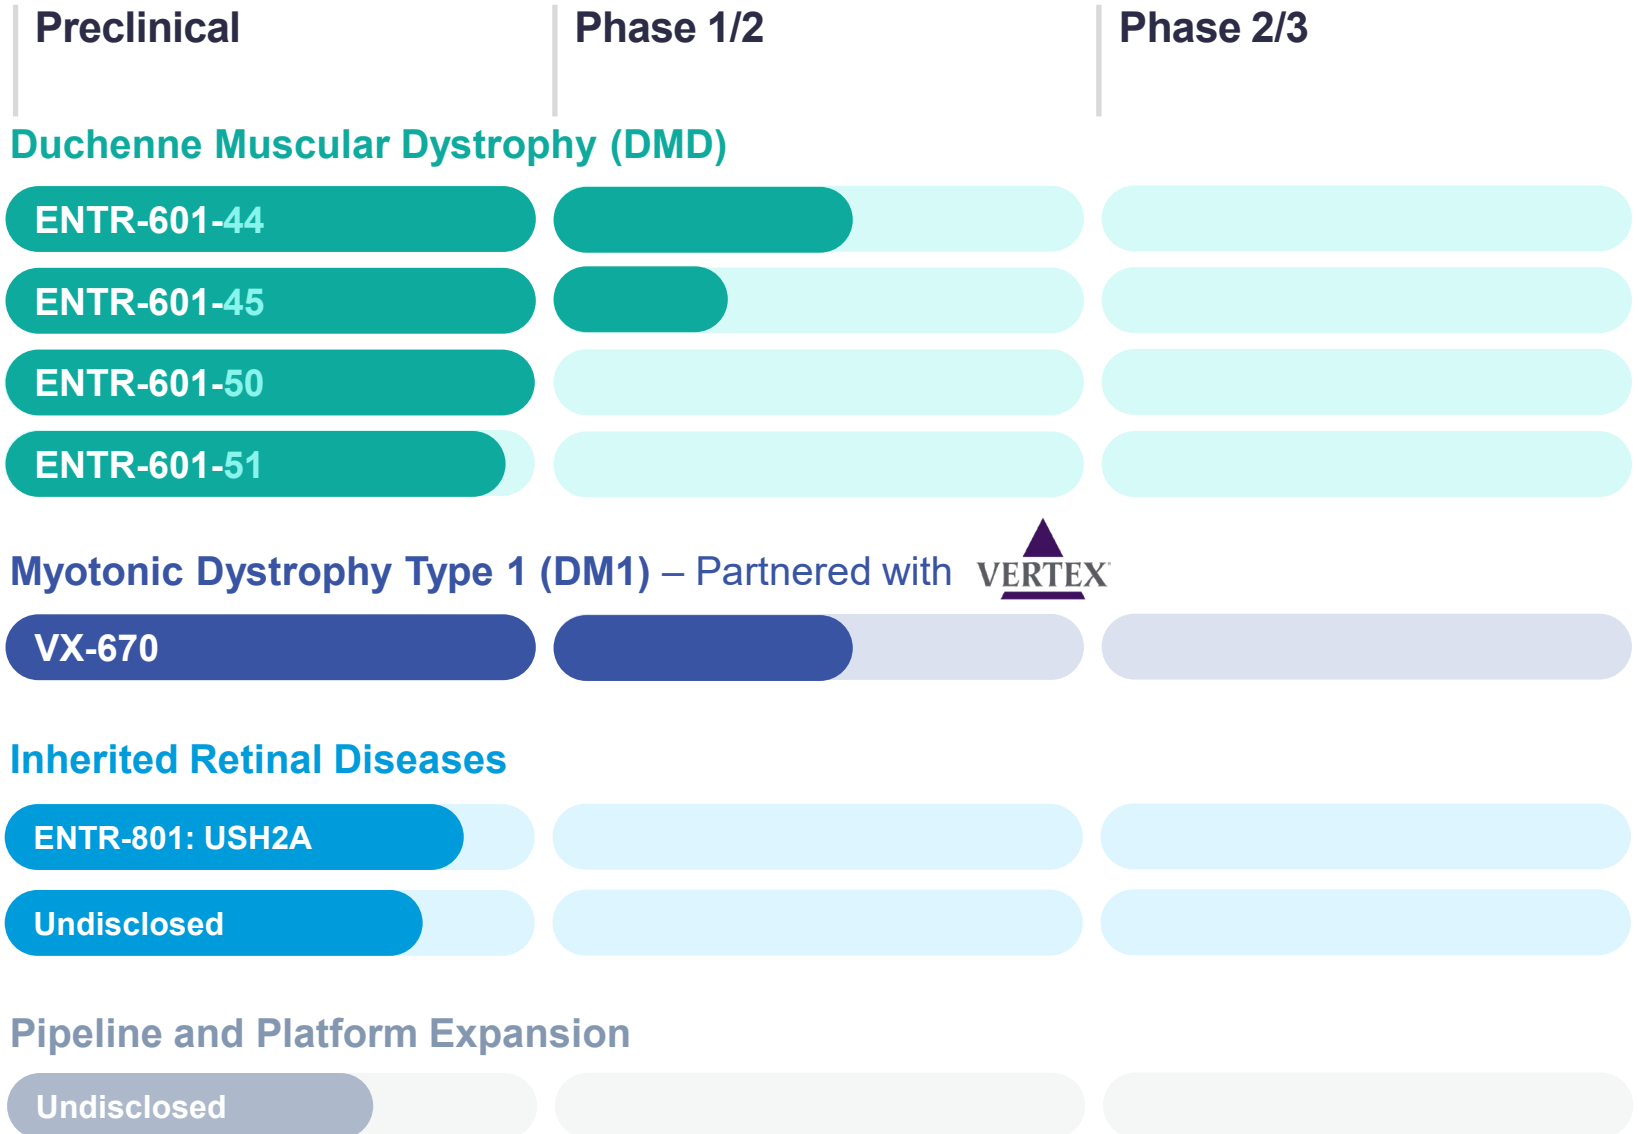 Preclinical Phase 1/2 Phase 2/3
Duchenne Muscular Dystrophy (DMD)
ENTR-601-44
ENTR-601-45
ENTR-601-50
ENTR-601-51
Myotonic Dystrophy Type 1 (DM1) – Partnered with VERTEX
VX-670
Inherited Retinal Diseases
ENTR-801: USH2A
Undisclosed
Pipeline and Platform Expansion
Undisclosed